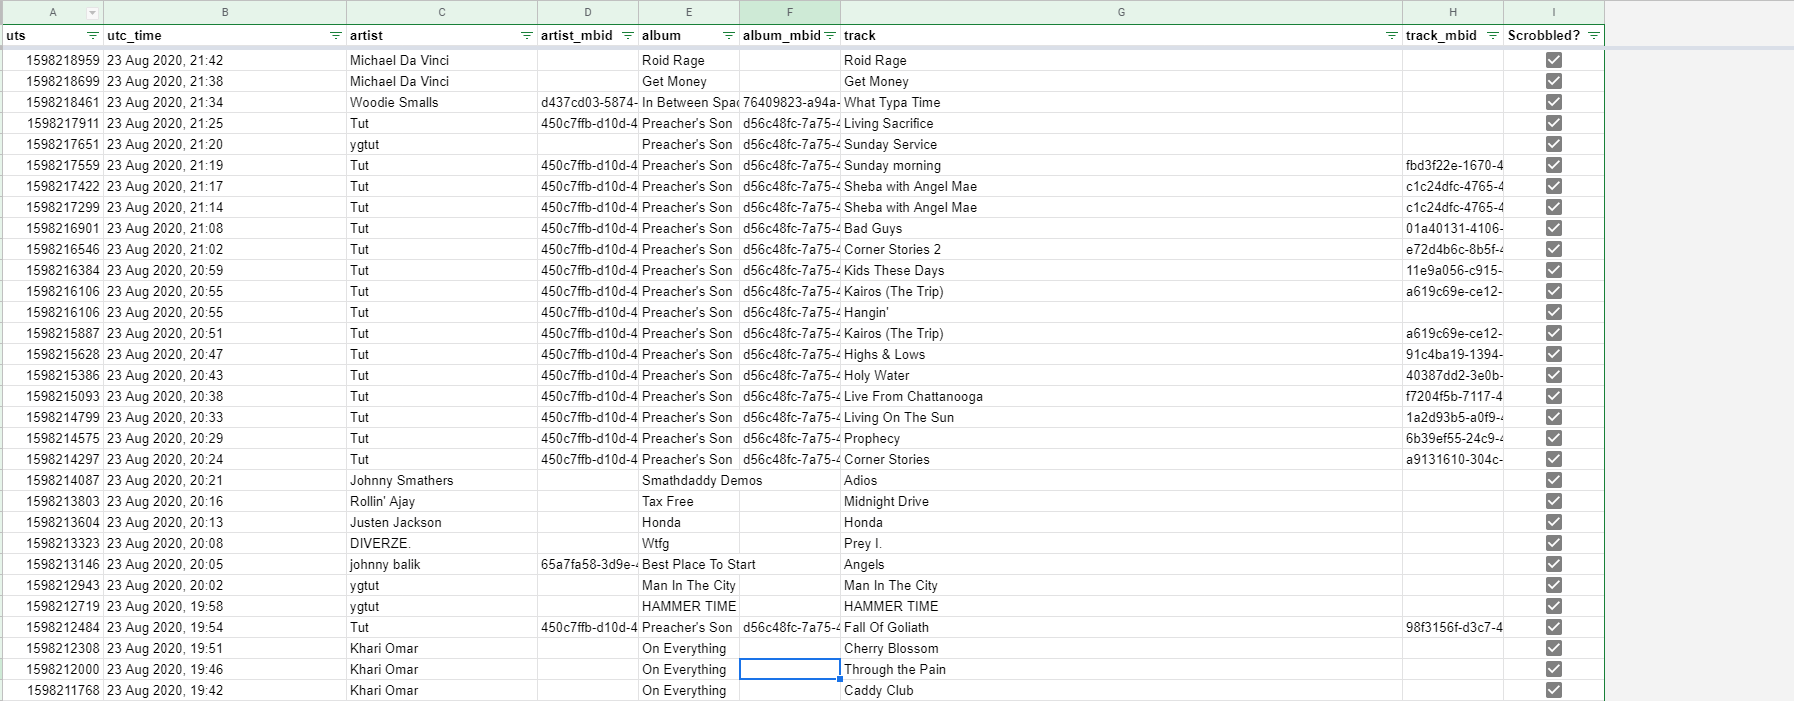 A B C D E F G H I
uts utc_time artist artist_mbid album album_mbid track track_mbid Scrobbled?
1598218959 23 Aug 2020, 21:42 Michael Da Vinci Roid Rage Roid Rage
1598218699 23 Aug 2020, 21:38 Michael Da Vinci Get Money Get Money
1598218461 23 Aug 2020, 21:34 Woodie Smalls d437cd03-5874- In Between Spac 76409823-a94a- What Typa Time
1598217911 23 Aug 2020, 21:25 Tut 450c7ffb-d10d-4 Preacher's Son d56c48fc-7a75-4 Living Sacrifice
1598217651 23 Aug 2020, 21:20 ygtut Preacher's Son d56c48fc-7a75-4 Sunday Service
1598217559 23 Aug 2020, 21:19 Tut 450c7ffb-d10d-4 Preacher's Son d56c48fc-7a75-4 Sunday morning fbd3f22e-1670-4
1598217422 23 Aug 2020, 21:17 Tut 450c7ffb-d10d-4 Preacher's Son d56c48fc-7a75-4 Sheba with Angel Mae c1c24dfc-4765-4
1598217299 23 Aug 2020, 21:14 Tut 450c7ffb-d10d-4 Preacher's Son d56c48fc-7a75-4 Sheba with Angel Mae c1c24dfc-4765-4
1598216901 23 Aug 2020, 21:08 Tut 450c7ffb-d10d-4 Preacher's Son d56c48fc-7a75-4 Bad Guys 01a40131-4106-
1598216546 23 Aug 2020, 21:02 Tut 450c7ffb-d10d-4 Preacher's Son d56c48fc-7a75-4 Corner Stories 2 e72d4b6c-8b5f-4
1598216384 23 Aug 2020, 20:59 Tut 450c7ffb-d10d-4 Preacher's Son d56c48fc-7a75-4 Kids These Days 11e9a056-c915-
1598216106 23 Aug 2020, 20:55 Tut 450c7ffb-d10d-4 Preacher's Son d56c48fc-7a75-4 Kairos (The Trip) a619c69e-ce12-
1598216106 23 Aug 2020, 20:55 Tut 450c7ffb-d10d-4 Preacher's Son d56c48fc-7a75-4 Hangin'
1598215887 23 Aug 2020, 20:51 Tut 450c7ffb-d10d-4 Preacher's Son d56c48fc-7a75-4 Kairos (The Trip) a619c69e-ce12-
1598215628 23 Aug 2020, 20:47 Tut 450c7ffb-d10d-4 Preacher's Son d56c48fc-7a75-4 Highs & Lows 91c4ba19-1394-
1598215386 23 Aug 2020, 20:43 Tut 450c7ffb-d10d-4 Preacher's Son d56c48fc-7a75-4 Holy Water 40387dd2-3e0b-
1598215093 23 Aug 2020, 20:38 Tut 450c7ffb-d10d-4 Preacher's Son d56c48fc-7a75-4 Live From Chattanooga f7204f5b-7117-4
1598214799 23 Aug 2020, 20:33 Tut 450c7ffb-d10d-4 Preacher's Son d56c48fc-7a75-4 Living On The Sun 1a2d93b5-a0f9-4
1598214575 23 Aug 2020, 20:29 Tut 450c7ffb-d10d-4 Preacher's Son d56c48fc-7a75-4 Prophecy 6b39ef55-24c9-4
1598214297 23 Aug 2020, 20:24 Tut 450c7ffb-d10d-4 Preacher's Son d56c48fc-7a75-4 Corner Stories a9131610-304c-
1598214087 23 Aug 2020, 20:21 Johnny Smathers Smathdaddy Demos Adios
1598213803 23 Aug 2020, 20:16 Rollin' Ajay Tax Free Midnight Drive
1598213604 23 Aug 2020, 20:13 Justen Jackson Honda Honda
1598213323 23 Aug 2020, 20:08 DIVERZE. Wtfg Prey I.
1598213146 23 Aug 2020, 20:05 johnny balik 65a7fa58-3d9e-4 Best Place To Start Angels
1598212943 23 Aug 2020, 20:02 ygtut Man In The City Man In The City
1598212719 23 Aug 2020, 19:58 ygtut HAMMER TIME HAMMER TIME
1598212484 23 Aug 2020, 19:54 Tut 450c7ffb-d10d-4 Preacher's Son d56c48fc-7a75-4 Fall Of Goliath 98f3156f-d3c7-4
1598212308 23 Aug 2020, 19:51 Khari Omar On Everything Cherry Blossom
1598212000 23 Aug 2020, 19:46 Khari Omar On Everything Through the Pain
1598211768 23 Aug 2020, 19:42 Khari Omar On Everything Caddy Club